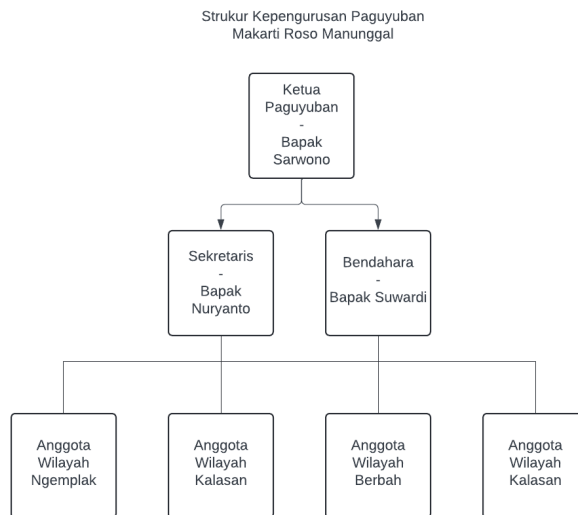 Strukur Kepengurusan Paguyuban
Makarti Roso Manunggal
Ketua
Paguyuban
-
Bapak
Sarwono
Sekretaris
-
Bapak
Nuryanto
Bendahara
-
Bapak Suwardi
Anggota
Wilayah
Ngemplak
Anggota
Wilayah
Kalasan
Anggota
Wilayah
Berbah
Anggota
Wilayah
Kalasan